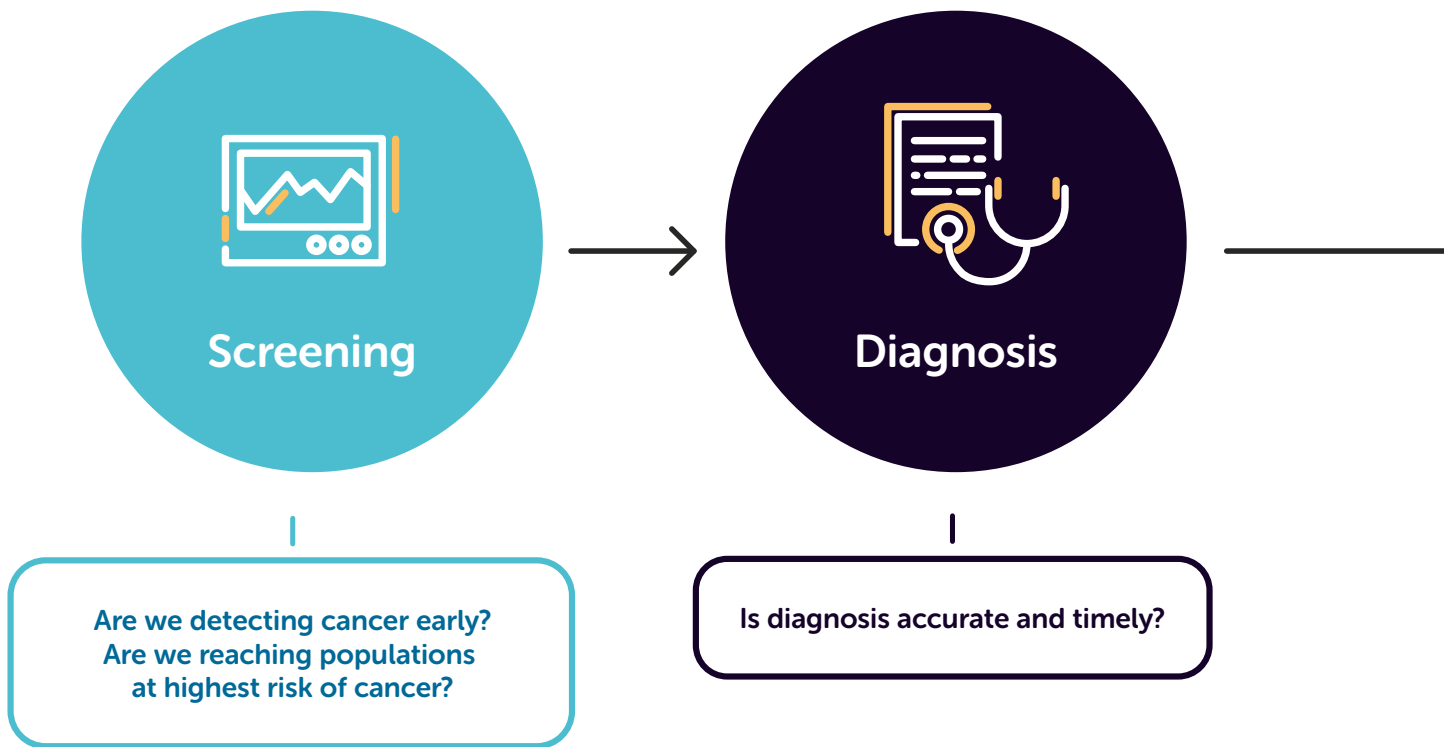 Screening
Diagnosis
Are we detecting cancer early?
Are we reaching populations
at highest risk of cancer?
Is diagnosis accurate and timely?